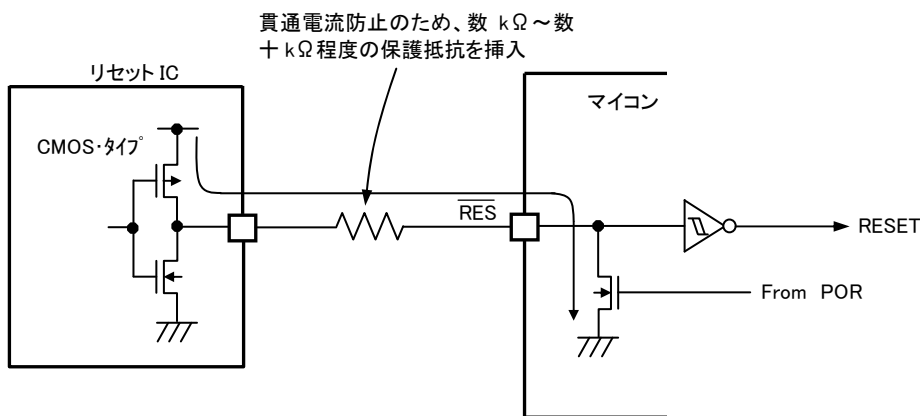 貫通電流防止のため、数 kΩ～数
十 kΩ 程度の保護抵抗を挿入
リセット IC
マイコン
CMOS・ﾀｲﾌﾟ
RES
RESET
From POR